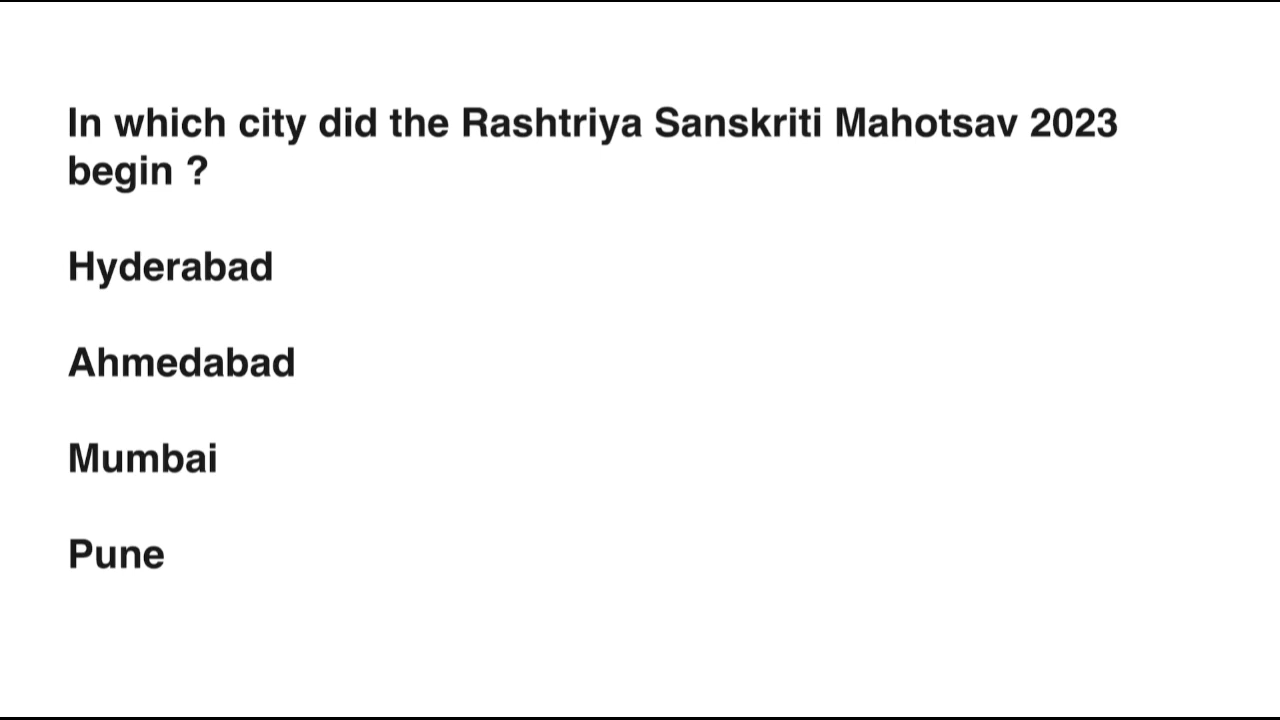 In which city did the Rashtriya Sanskriti Mahotsav 2023
begin ?
Hyderabad
Ahmedabad
Mumbai
Pune